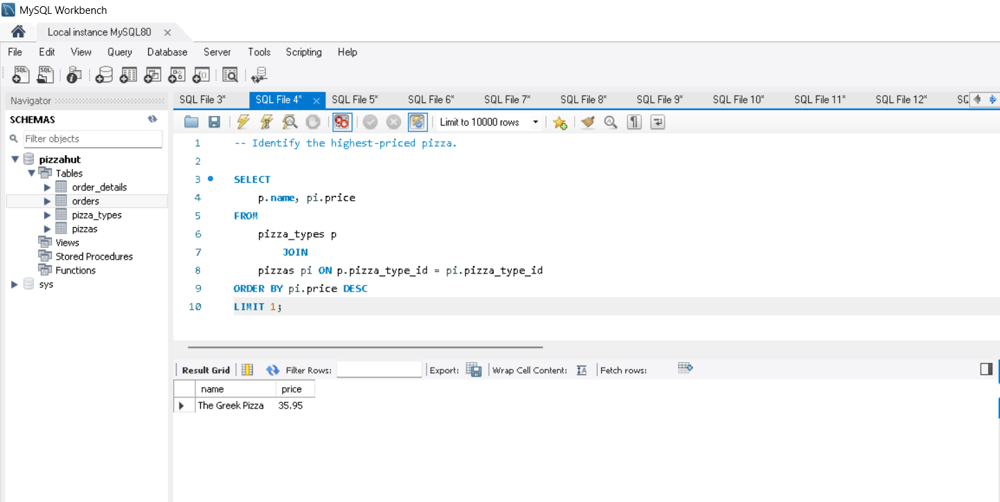 MySQL Workbench
Local instance MySQL80
File Edit View Query Database Server Tools Scripting Help
Navigator
SCHEMAS
Filter objects
pizzahut
Tables
order_details
orders
pizza_types
pizzas
Views
Stored Procedures
Functions
sys
SQL File 3* SQL File 4* SQL File 5* SQL File 6* SQL File 7* SQL File 8* SQL File 9* SQL File 10* SQL File 11* SQL File 12* SQ
Limit to 10000 rows
1 -- Identify the highest-priced pizza.
2
3 SELECT
4 p.name, pi.price
5 FROM
6 pizza_types p
7 JOIN
8 pizzas pi ON p.pizza_type_id = pi.pizza_type_id
9 ORDER BY pi.price DESC
10 LIMIT 1;
Result Grid Filter Rows: Export: Wrap Cell Content: Fetch rows:
name price
The Greek Pizza 35.95